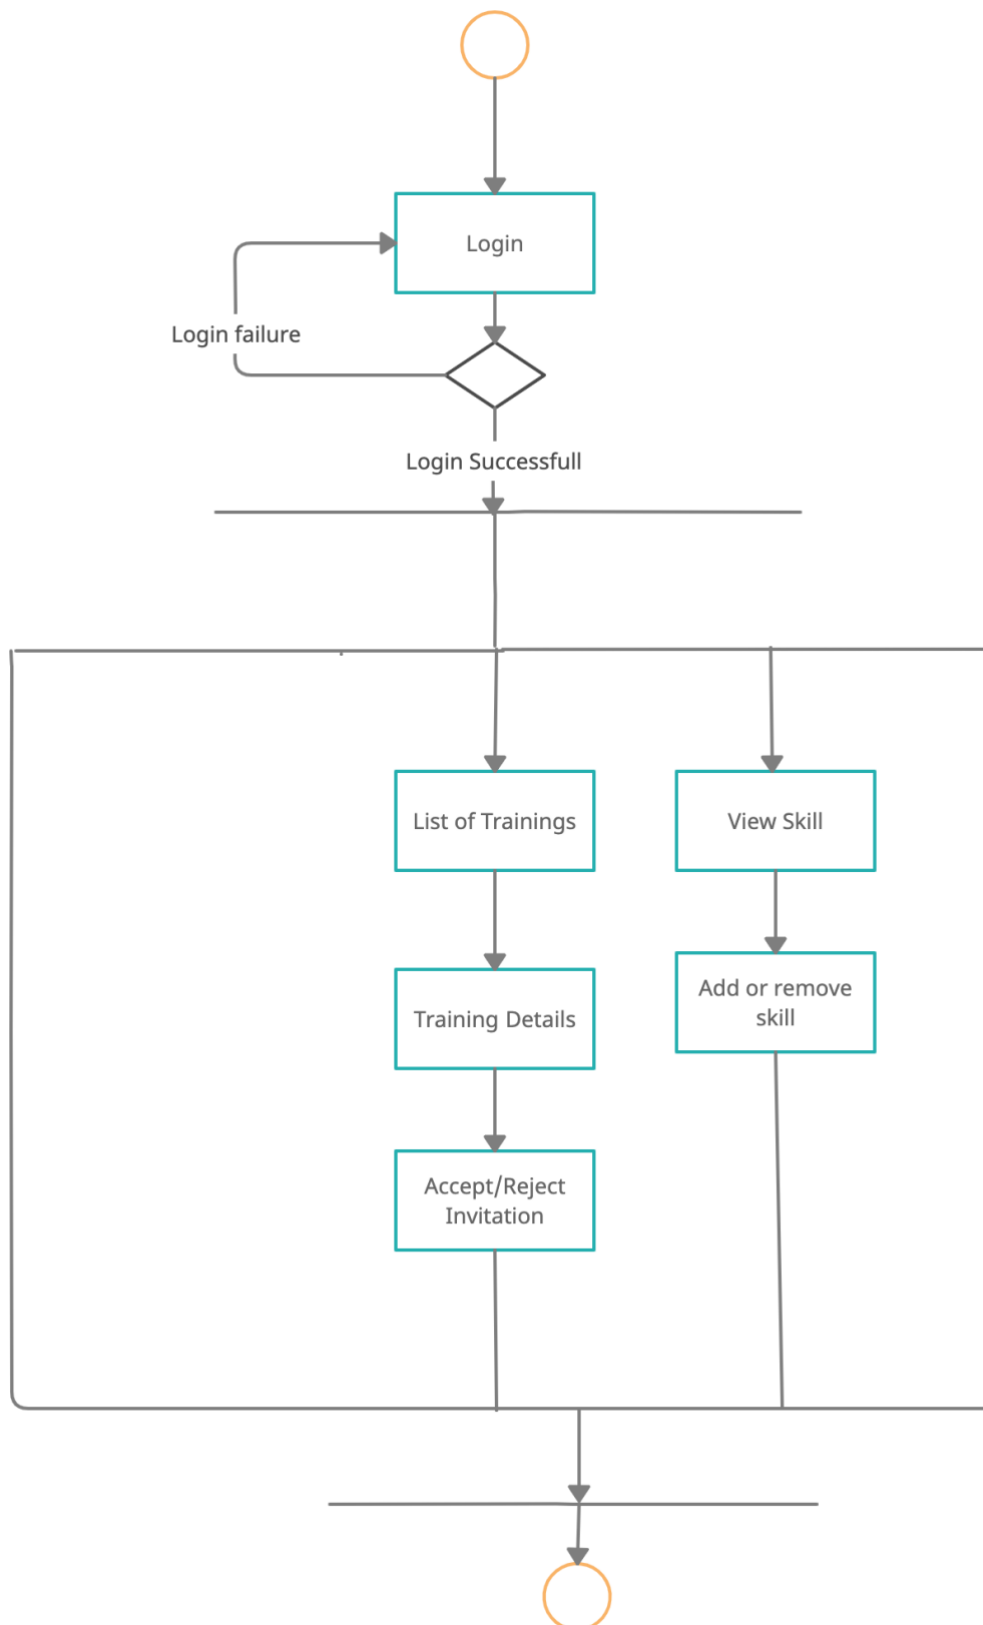 Login
Login failure
Login Successfull
List of Trainings
View Skill
Training Details
Add or remove
skill
Accept/Reject
Invitation